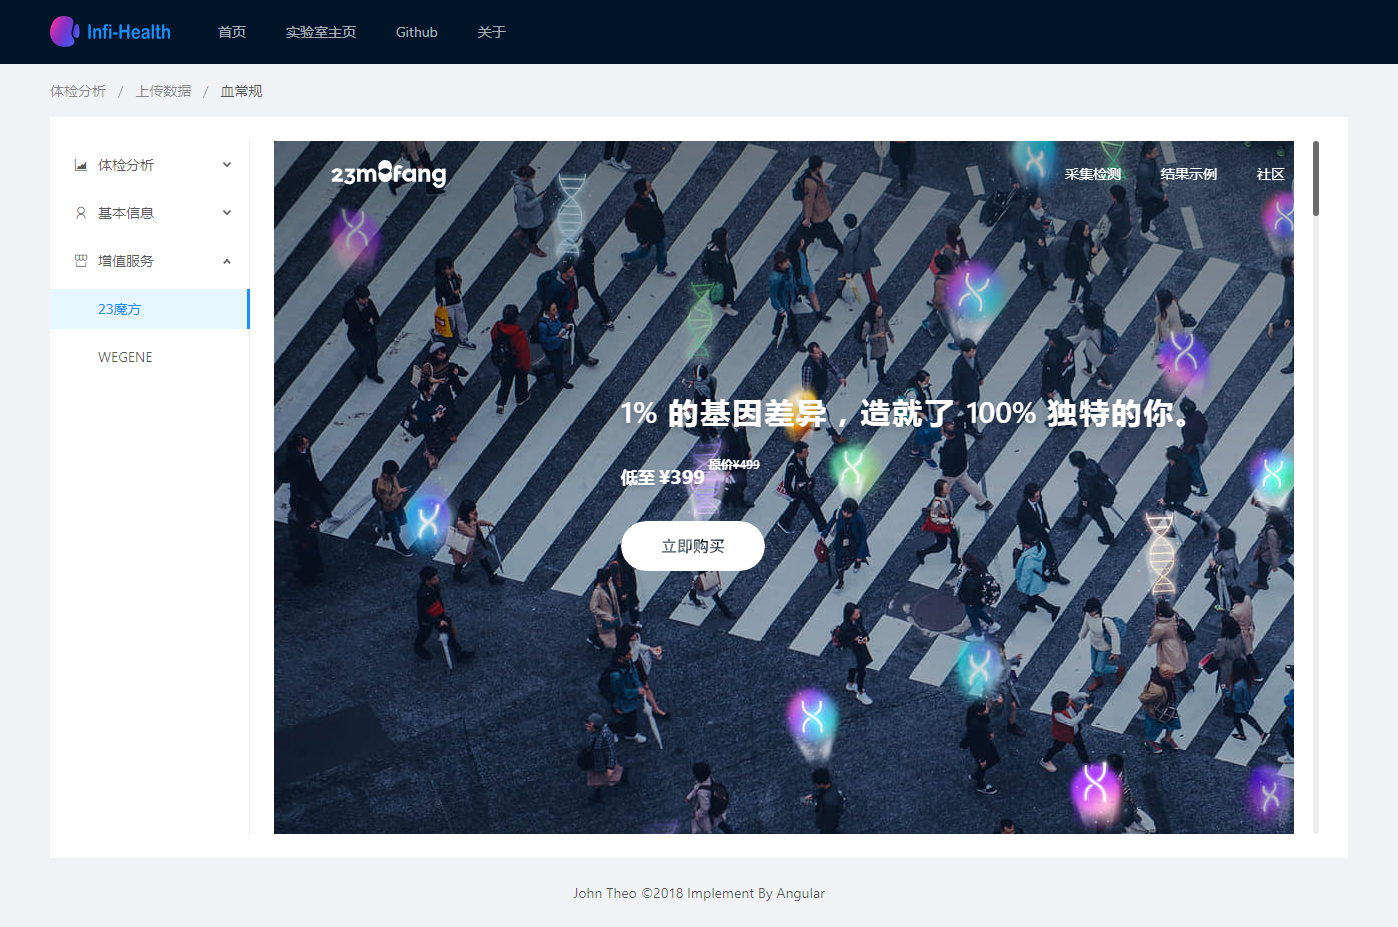 Infi-Health 首页 实验室主页 Github 关于
体检分析 / 上传数据 / 血常规
体检分析
基本信息
增值服务
23魔方
WEGENE
23mofang 采集检测 结果示例 社区
1% 的基因差异，造就了 100% 独特的你。
低至 ¥399 原价¥499
立即购买
John Theo ©2018 Implement By Angular